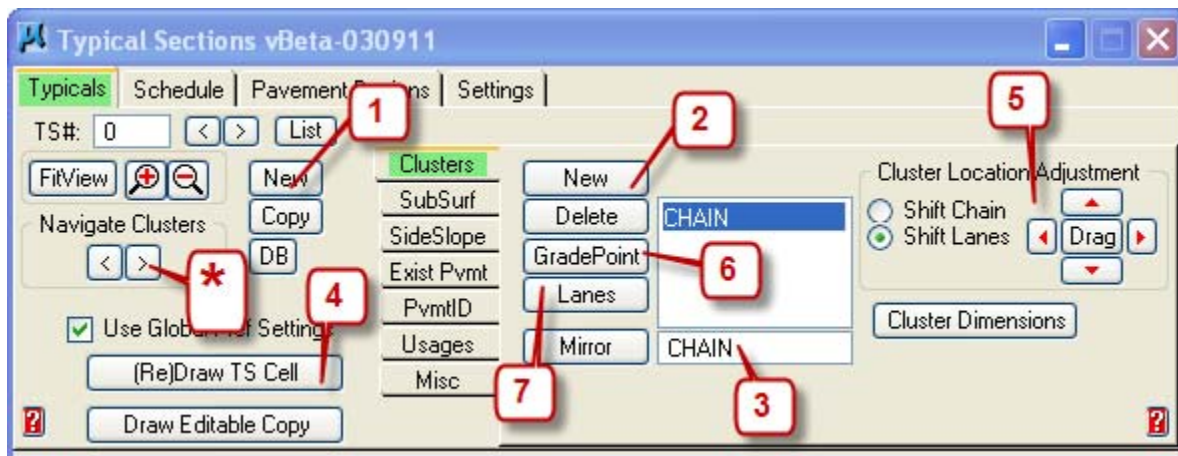 Typical Sections vBeta-030911
Typicals Schedule Pavement ns Settings
TS#: 0 < > List
FitView
New
Copy
DB
Navigate Clusters
< >
*
Use Global ef Settings
(Re)Draw TS Cell
Draw Editable Copy
Clusters
SubSurf
SideSlope
Exist Pvmt
PvmtID
Usages
Misc
New
Delete
GradePoint
Lanes
Mirror
CHAIN
CHAIN
Cluster Location Adjustment
Shift Chain
Shift Lanes
Drag
Cluster Dimensions
1
2
3
4
5
6
7
?
?